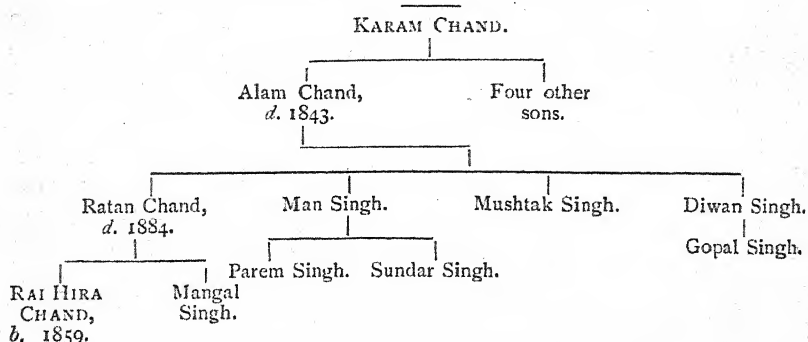 KARAM CHAND.
Alam Chand, Four other
d. 1843. sons.
Ratan Chand, Man Singh. Mushtak Singh. Diwan Singh.
d. 1884. Gopal Singh.
Parem Singh. Sundar Singh.
RAI HIRA Mangal
CHAND, Singh.
b. 1859.